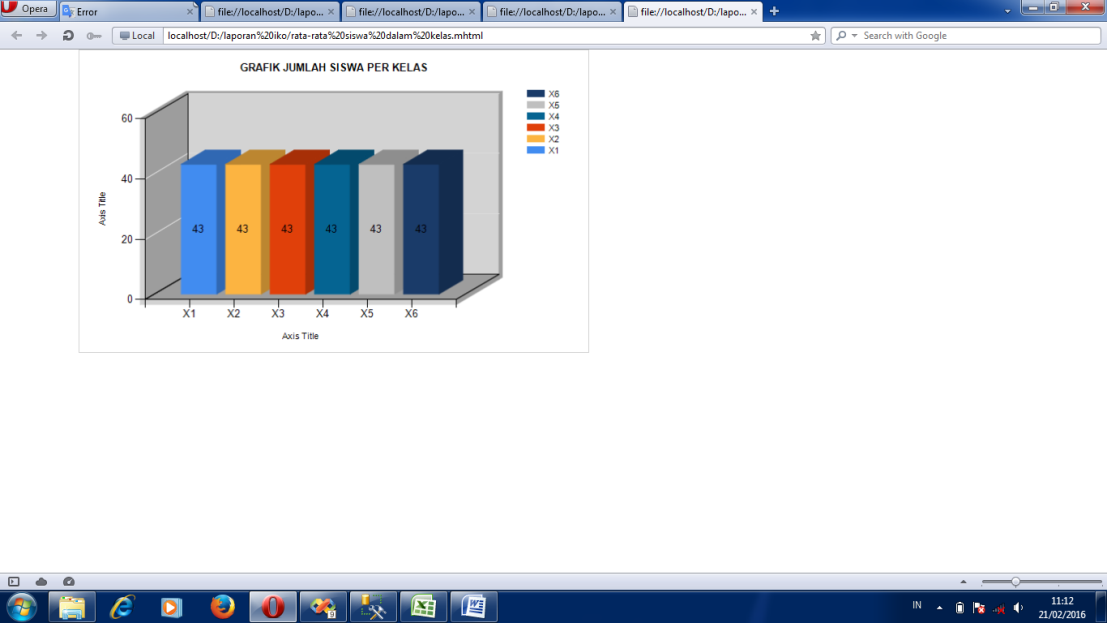 Opera
Error
file://localhost/D:/lapo...
file://localhost/D:/lapo...
file://localhost/D:/lapo...
file://localhost/D:/lapo...
Local
localhost/D:/laporan%20iko/rata-rata%20siswa%20dalam%20kelas.mhtml
Search with Google
GRAFIK JUMLAH SISWA PER KELAS
X6
X5
X4
X3
X2
X1
60
40
20
0
Axis Title
43 43 43 43 43 43
X1 X2 X3 X4 X5 X6
Axis Title
IN
11:12
21/02/2016